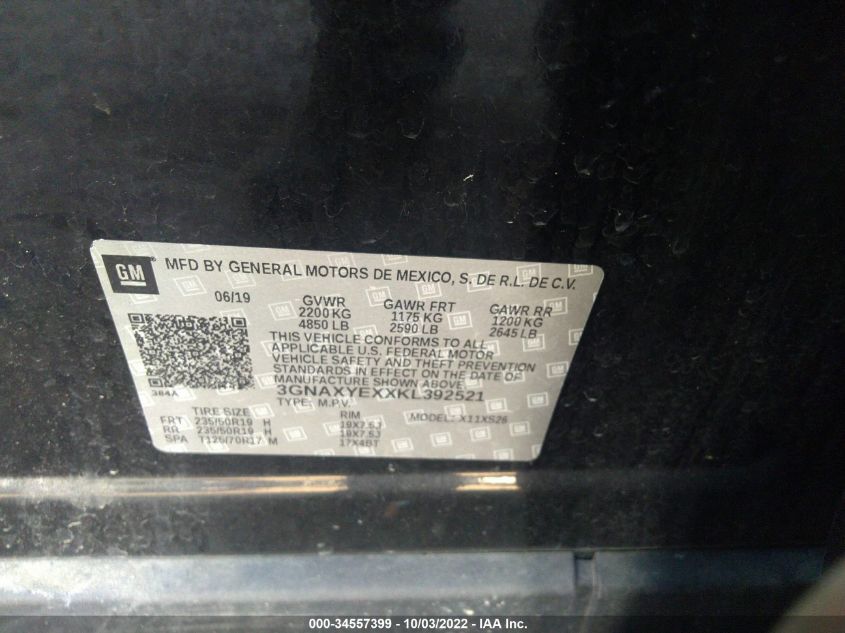 GM MFD BY GENERAL MOTORS DE MEXICO, S. DE R.L. DE C.V.
06/19 GVWR GAWR FRT GAWR RR
2200 KG 1175 KG 1200 KG
4850 LB 2590 LB 2645 LB
THIS VEHICLE CONFORMS TO ALL
APPLICABLE U.S. FEDERAL MOTOR
VEHICLE SAFETY AND THEFT PREVENTION
STANDARDS IN EFFECT ON THE DATE OF
MANUFACTURE SHOWN ABOVE.
384A 3GNAXYEXXKL392521
TYPE: M.P.V. MODEL: X11XS26
TIRE SIZE RIM
FRT 235/50R19 H 19X7.5J
RR 235/50R19 H 19X7.5J
SPA T125/70R17 M 17X4BT
000-34557399 - 10/03/2022 - IAA Inc.